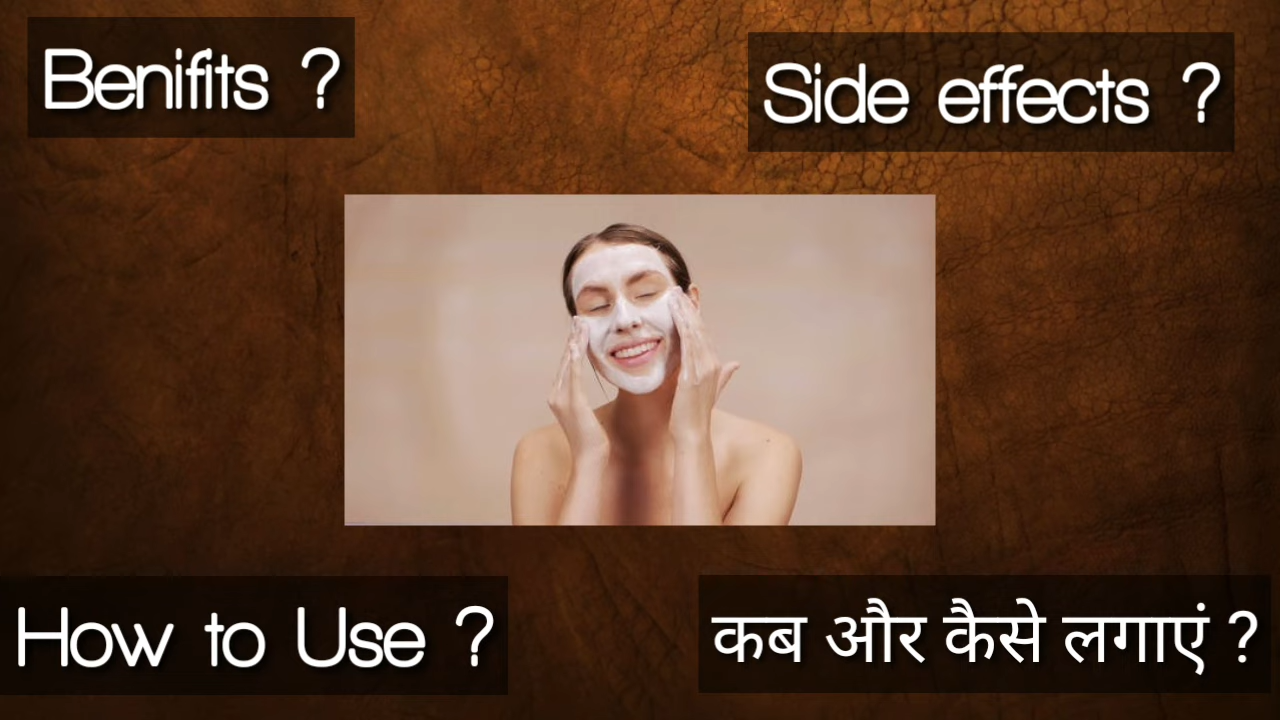 Benifits ?
Side effects ?
How to Use ?
कब और कैसे लगाएं ?